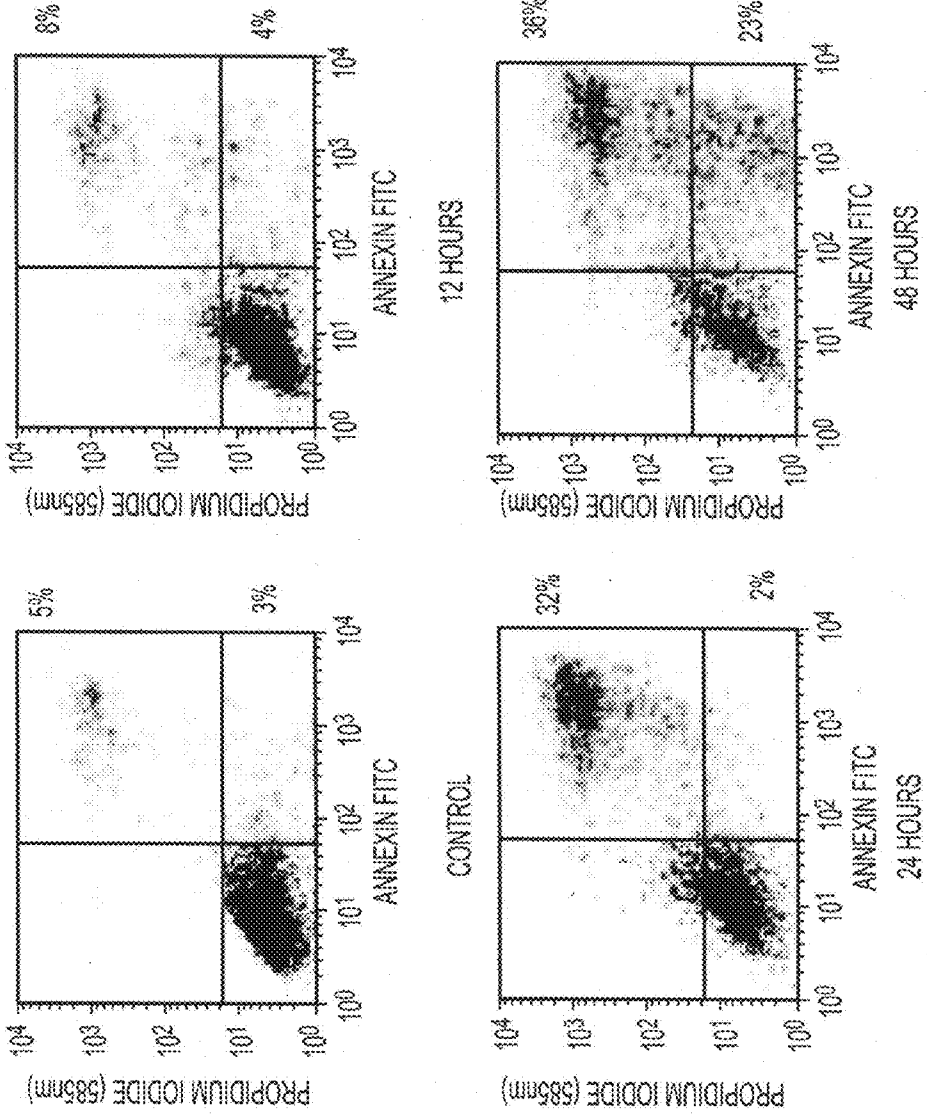 PROPIDIUM IODIDE (585nm)
10⁴
10³
10²
10¹
10⁰
5%
3%
10⁰ 10¹ 10² 10³ 10⁴
ANNEXIN FITC
CONTROL
PROPIDIUM IODIDE (585nm)
10⁴
10³
10²
10¹
10⁰
8%
4%
10⁰ 10¹ 10² 10³ 10⁴
ANNEXIN FITC
12 HOURS
PROPIDIUM IODIDE (585nm)
10⁴
10³
10²
10¹
10⁰
32%
2%
10⁰ 10¹ 10² 10³ 10⁴
ANNEXIN FITC
24 HOURS
PROPIDIUM IODIDE (585nm)
10⁴
10³
10²
10¹
10⁰
36%
23%
10⁰ 10¹ 10² 10³ 10⁴
ANNEXIN FITC
48 HOURS